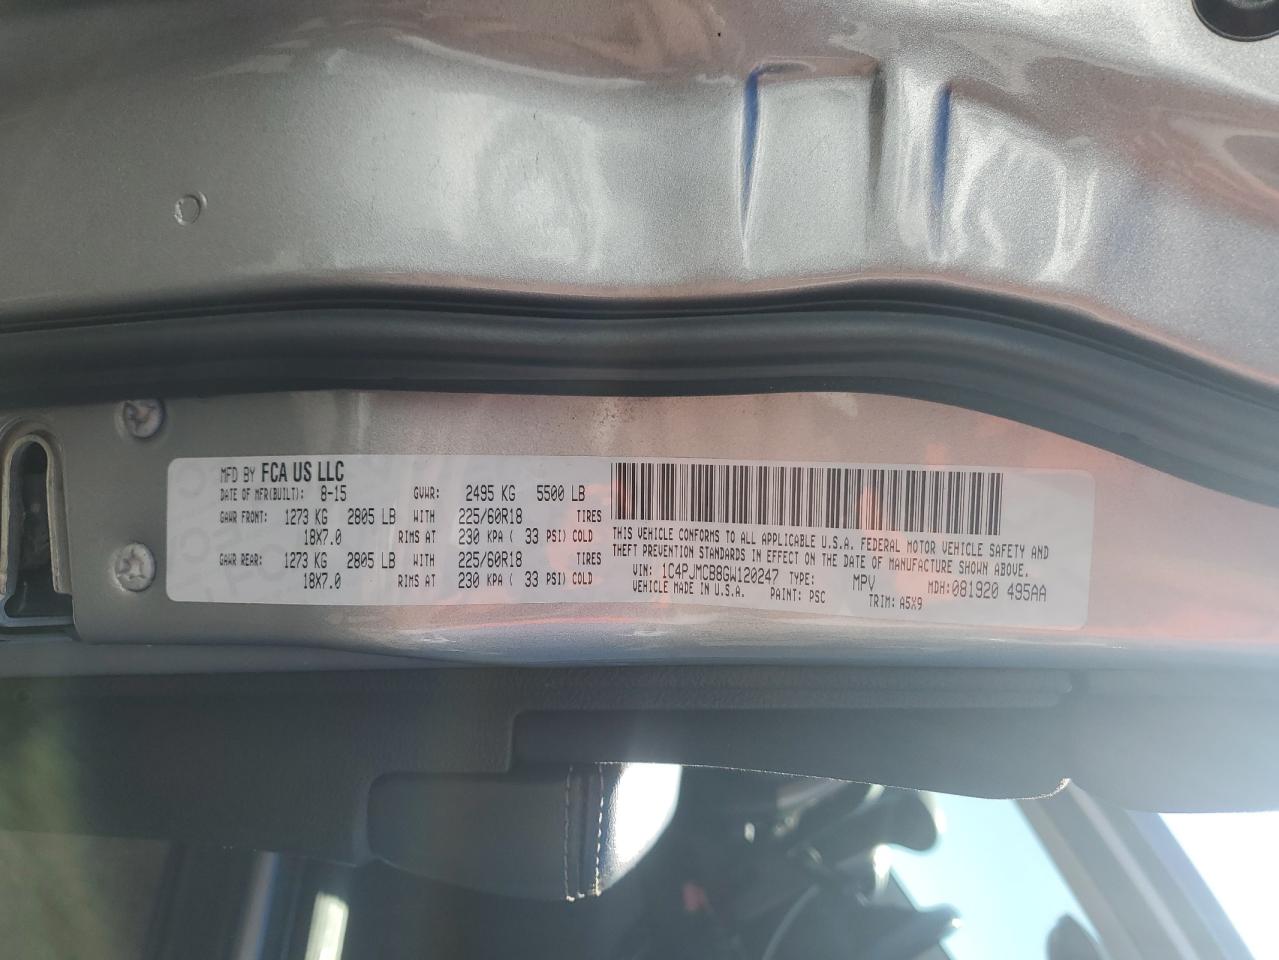 MFD BY FCA US LLC
DATE OF MFR(BUILT): 8-15 GVWR: 2495 KG 5500 LB
GAWR FRONT: 1273 KG 2805 LB WITH 225/60R18 TIRES
18X7.0 RIMS AT 230 KPA ( 33 PSI) COLD
GAWR REAR: 1273 KG 2805 LB WITH 225/60R18 TIRES
18X7.0 RIMS AT 230 KPA ( 33 PSI) COLD
THIS VEHICLE CONFORMS TO ALL APPLICABLE U.S.A. FEDERAL MOTOR VEHICLE SAFETY AND
THEFT PREVENTION STANDARDS IN EFFECT ON THE DATE OF MANUFACTURE SHOWN ABOVE.
VIN: 1C4PJMCB8GW120247 TYPE: MPV MDH:081920 495AA
VEHICLE MADE IN U.S.A. PAINT: PSC TRIM: A5X9